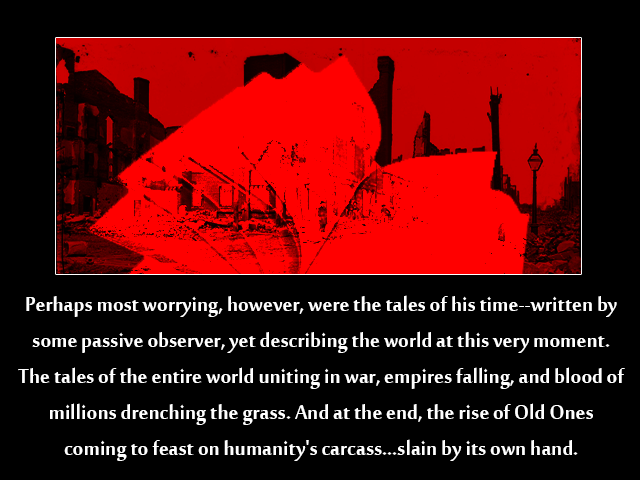 Perhaps most worrying, however, were the tales of his time--written by
some passive observer, yet describing the world at this very moment.
The tales of the entire world uniting in war, empires falling, and blood of
millions drenching the grass. And at the end, the rise of Old Ones
coming to feast on humanity's carcass...slain by its own hand.